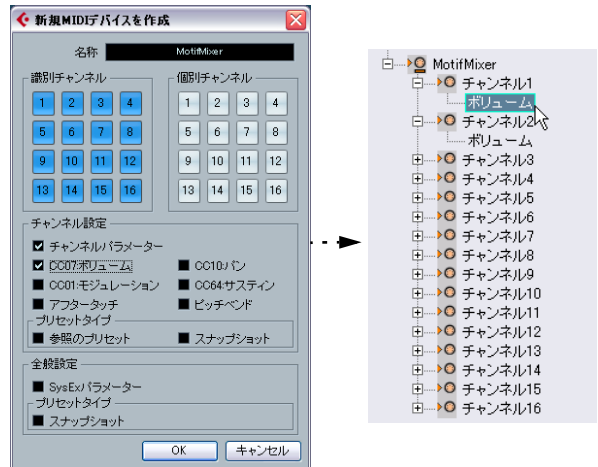 新規MIDIデバイスを作成
名称 MotifMixer
識別チャンネル
1 2 3 4
5 6 7 8
9 10 11 12
13 14 15 16
個別チャンネル
1 2 3 4
5 6 7 8
9 10 11 12
13 14 15 16
チャンネル設定
チャンネルパラメーター
CC07:ボリューム
CC10:パン
CC01:モジュレーション
CC64:サスティン
アフタータッチ
ピッチベンド
プリセットタイプ
参照のプリセット
スナップショット
全般設定
SysExパラメーター
プリセットタイプ
スナップショット
OK
キャンセル
MotifMixer
チャンネル1
ボリューム
チャンネル2
ボリューム
チャンネル3
チャンネル4
チャンネル5
チャンネル6
チャンネル7
チャンネル8
チャンネル9
チャンネル10
チャンネル11
チャンネル12
チャンネル13
チャンネル14
チャンネル15
チャンネル16